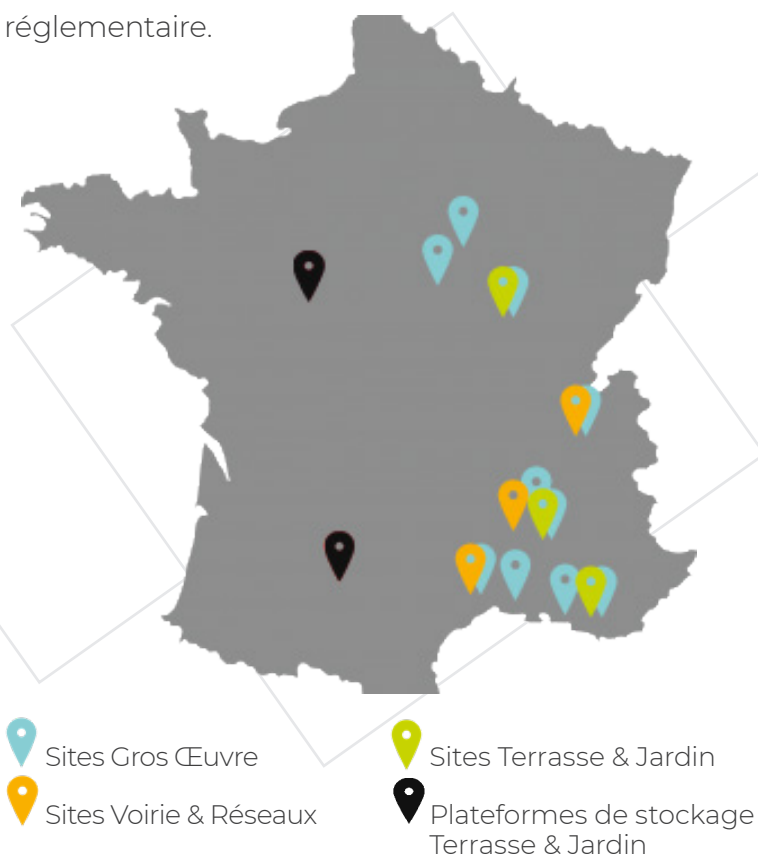 réglementaire.
Sites Gros Œuvre
Sites Terrasse & Jardin
Sites Voirie & Réseaux
Plateformes de stockage
Terrasse & Jardin